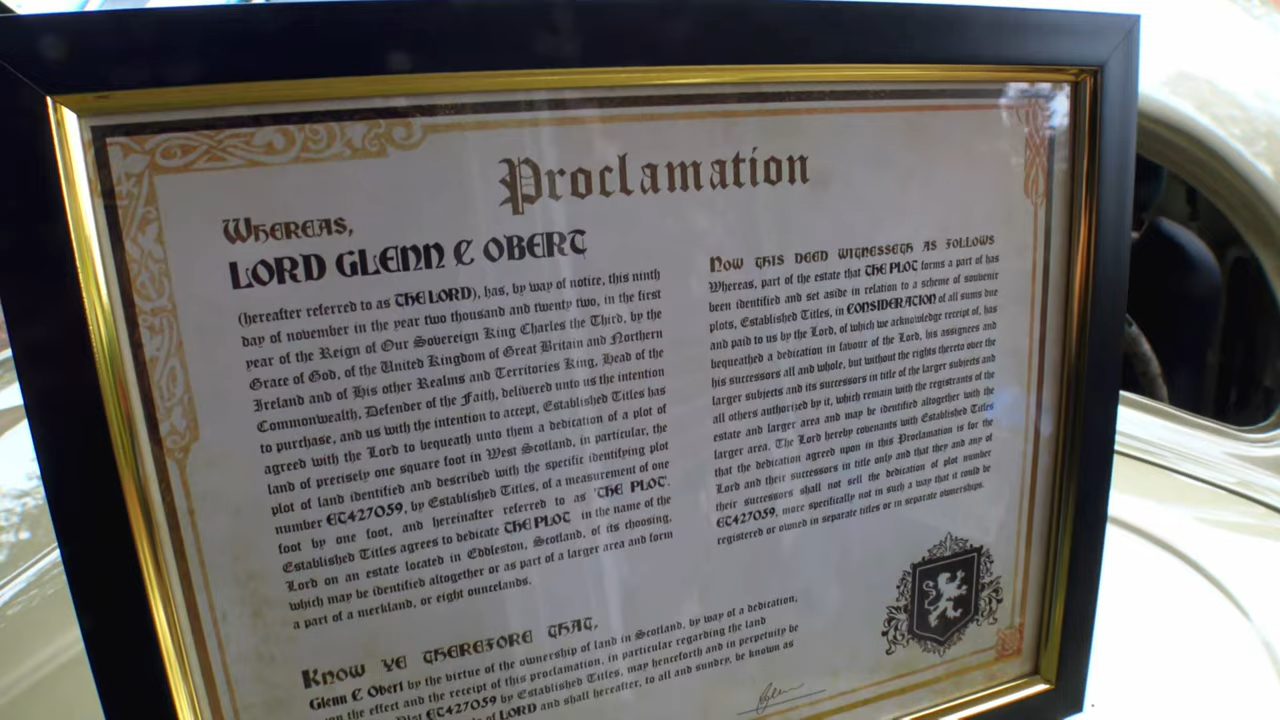 Proclamation
WHEREAS,
LORD GLENN C OBERT
(hereafter referred to as THE LORD), has, by way of notice, this ninth
day of november in the year two thousand and twenty two, in the first
year of the Reign of Our Sovereign King Charles the Third, by the
Grace of God, of the United Kingdom of Great Britain and Northern
Ireland and of His other Realms and Territories King, Head of the
Commonwealth, Defender of the Faith, delivered unto us the intention
to purchase, and us with the intention to accept, Established Titles has
agreed with the Lord to bequeath unto them a dedication of a plot of
land of precisely one square foot in West Scotland, in particular, the
plot of land identified and described with the specific identifying plot
number ET427059, by Established Titles, of a measurement of one
foot by one foot, and hereinafter referred to as 'THE PLOT'.
Established Titles agrees to dedicate THE PLOT in the name of the
Lord on an estate located in Eddleston, Scotland, of its choosing,
which may be identified altogether or as part of a larger area and form
a part of a merkland, or eight ouncelands.
NOW THIS DEED WITNESSETH AS FOLLOWS
Whereas, part of the estate that THE PLOT forms a part of has
been identified and set aside in relation to a scheme of souvenir
plots, Established Titles, in CONSIDERATION of all sums due
and paid to us by the Lord, of which we acknowledge receipt of, has
bequeathed a dedication in favour of the Lord, his assignees and
his successors all and whole, but without the rights thereto over the
larger subjects and its successors in title of the larger subjects and
all others authorized by it, which remain with the registrants of the
estate and larger area and may be identified altogether with the
larger area. The Lord hereby covenants with Established Titles
that the dedication agreed upon in this Proclamation is for the
Lord and their successors in title only and that they and any of
their successors shall not sell the dedication of plot number
ET427059, more specifically not in such a way that it could be
registered or owned in separate titles or in separate ownerships.
KNOW YE THEREFORE THAT,
Glenn C Obert by the virtue of the ownership of land in Scotland, by way of a dedication,
upon the effect and the receipt of this proclamation, in particular regarding the land
Plot ET427059 by Established Titles, may henceforth and in perpetuity be
of LORD and shall hereafter, to all and sundry, be known as